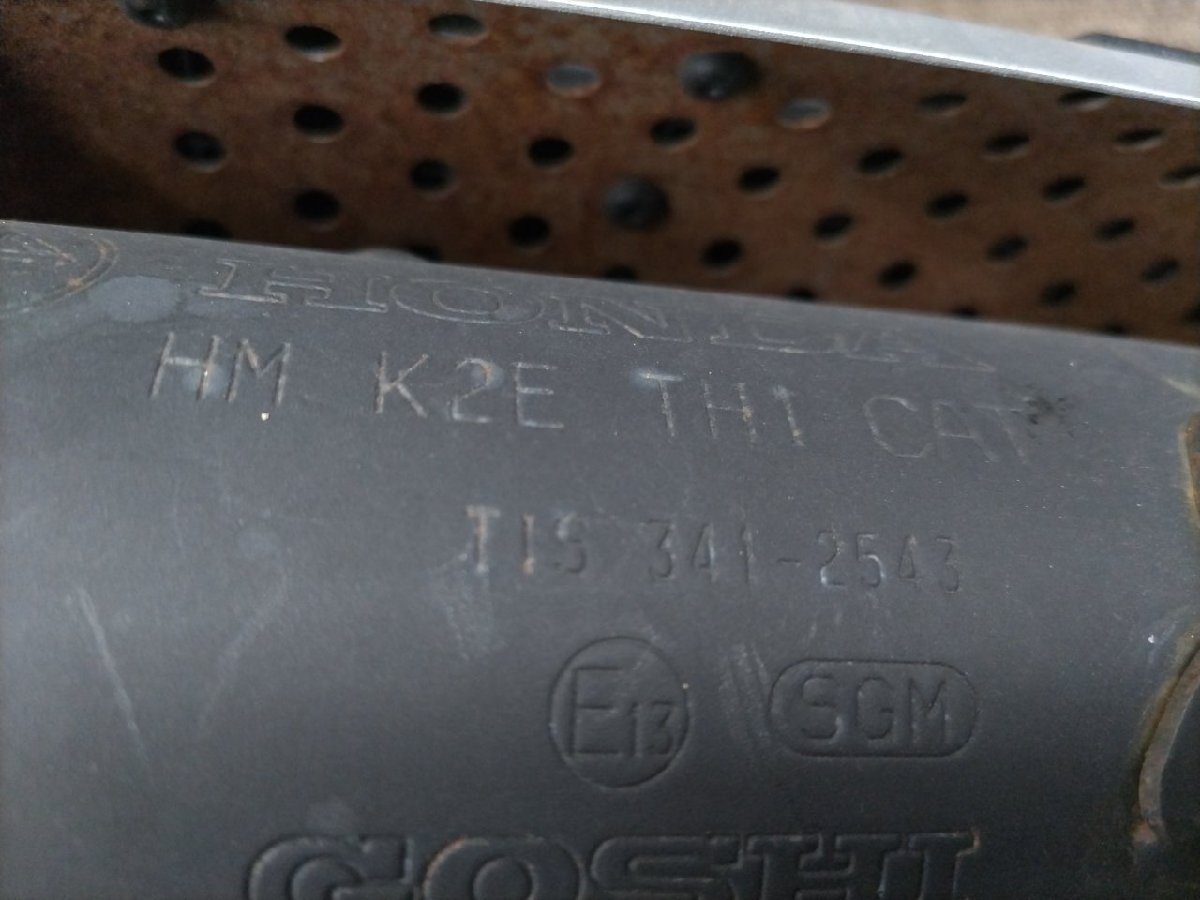 HONDA
HM K2E TH1 CAT
TIS 341-2543
E13 SGM
GOSHI